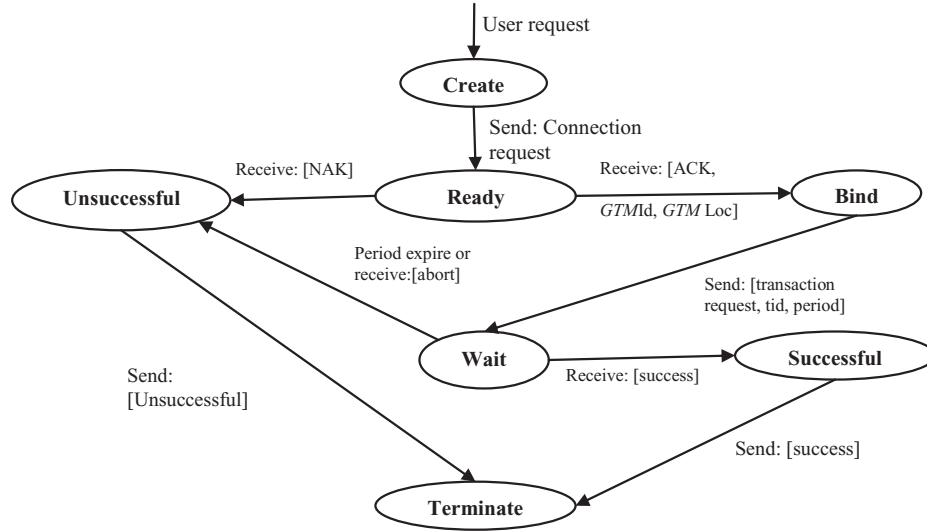 User request
Create
Send: Connection
request
Receive: [NAK]
Receive: [ACK,
Unsuccessful
Ready
Bind
GTMId, GTM Loc]
Period expire or
receive:[abort]
Send: [transaction
request, tid, period]
Wait
Successful
Receive: [success]
Send:
[Unsuccessful]
Send: [success]
Terminate